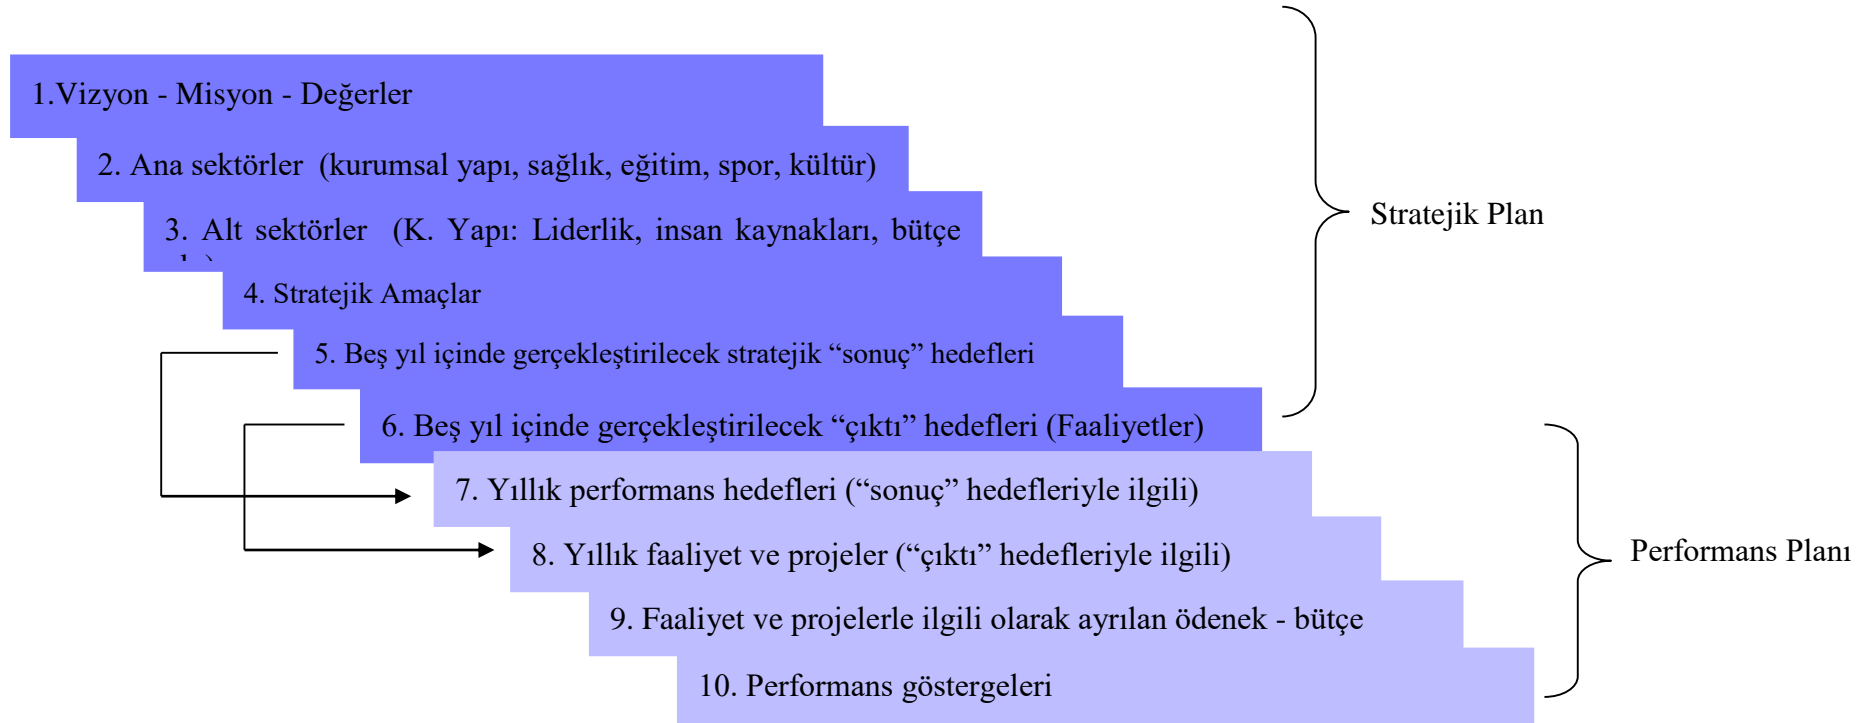 1.Vizyon - Misyon - Değerler
2. Ana sektörler (kurumsal yapı, sağlık, eğitim, spor, kültür)
3. Alt sektörler (K. Yapı: Liderlik, insan kaynakları, bütçe
4. Stratejik Amaçlar
5. Beş yıl içinde gerçekleştirilecek stratejik “sonuç” hedefleri
6. Beş yıl içinde gerçekleştirilecek “çıktı” hedefleri (Faaliyetler)
Stratejik Plan
7. Yıllık performans hedefleri (“sonuç” hedefleriyle ilgili)
8. Yıllık faaliyet ve projeler (“çıktı” hedefleriyle ilgili)
9. Faaliyet ve projelerle ilgili olarak ayrılan ödenek - bütçe
10. Performans göstergeleri
Performans Planı